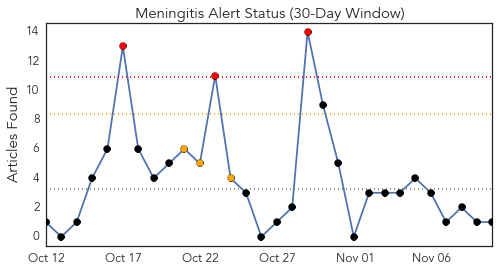 Meningitis Alert Status (30-Day Window)
Articles Found
14
12
10
8
6
4
2
0
Oct 12
Oct 17
Oct 22
Oct 27
Nov 01
Nov 06